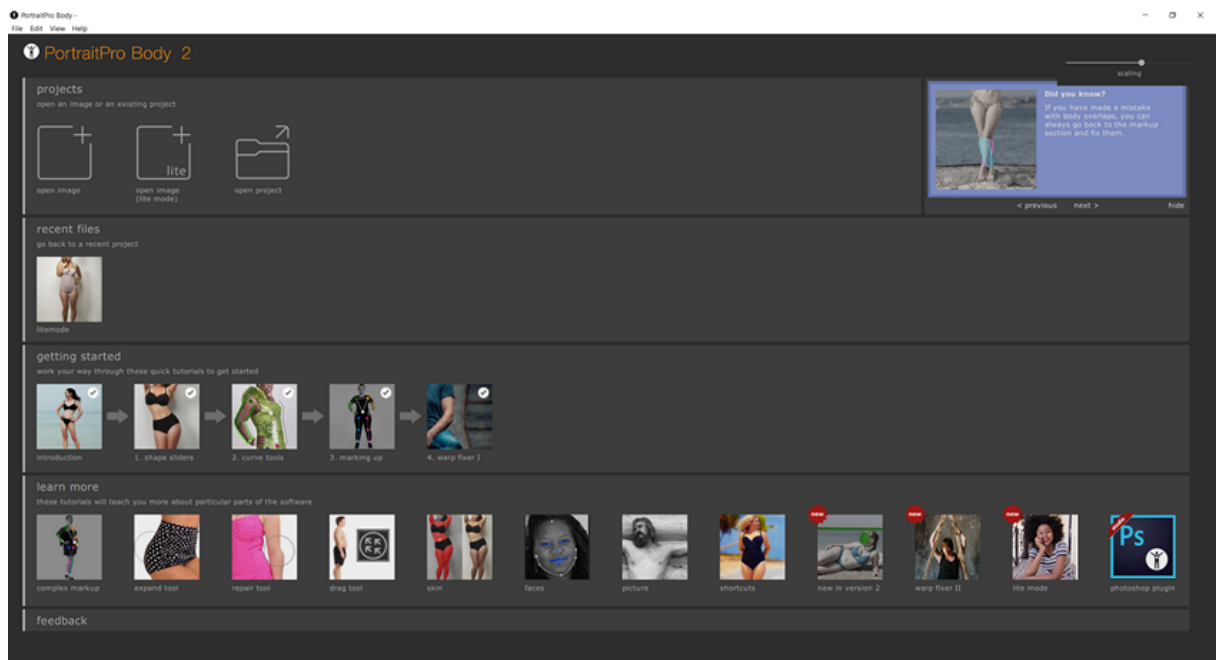 PortraitPro Body -
File Edit View Help
PortraitPro Body 2
scaling
projects
open an image or an existing project
lite
open image
open image
(lite mode)
open project
Did you know?
If you have made a mistake
with body overlaps, you can
always go back to the markup
section and fix them.
< previous next > hide
recent files
go back to a recent project
litemode
getting started
work your way through these quick tutorials to get started
introduction
1. shape sliders
2. curve tools
3. marking up
4. warp fixer I
learn more
these tutorials will teach you more about particular parts of the software
new
new
new
Ps
complex markup
expand tool
repair tool
drag tool
skin
faces
picture
shortcuts
new in version 2
warp fixer II
lite mode
photoshop plugin
feedback